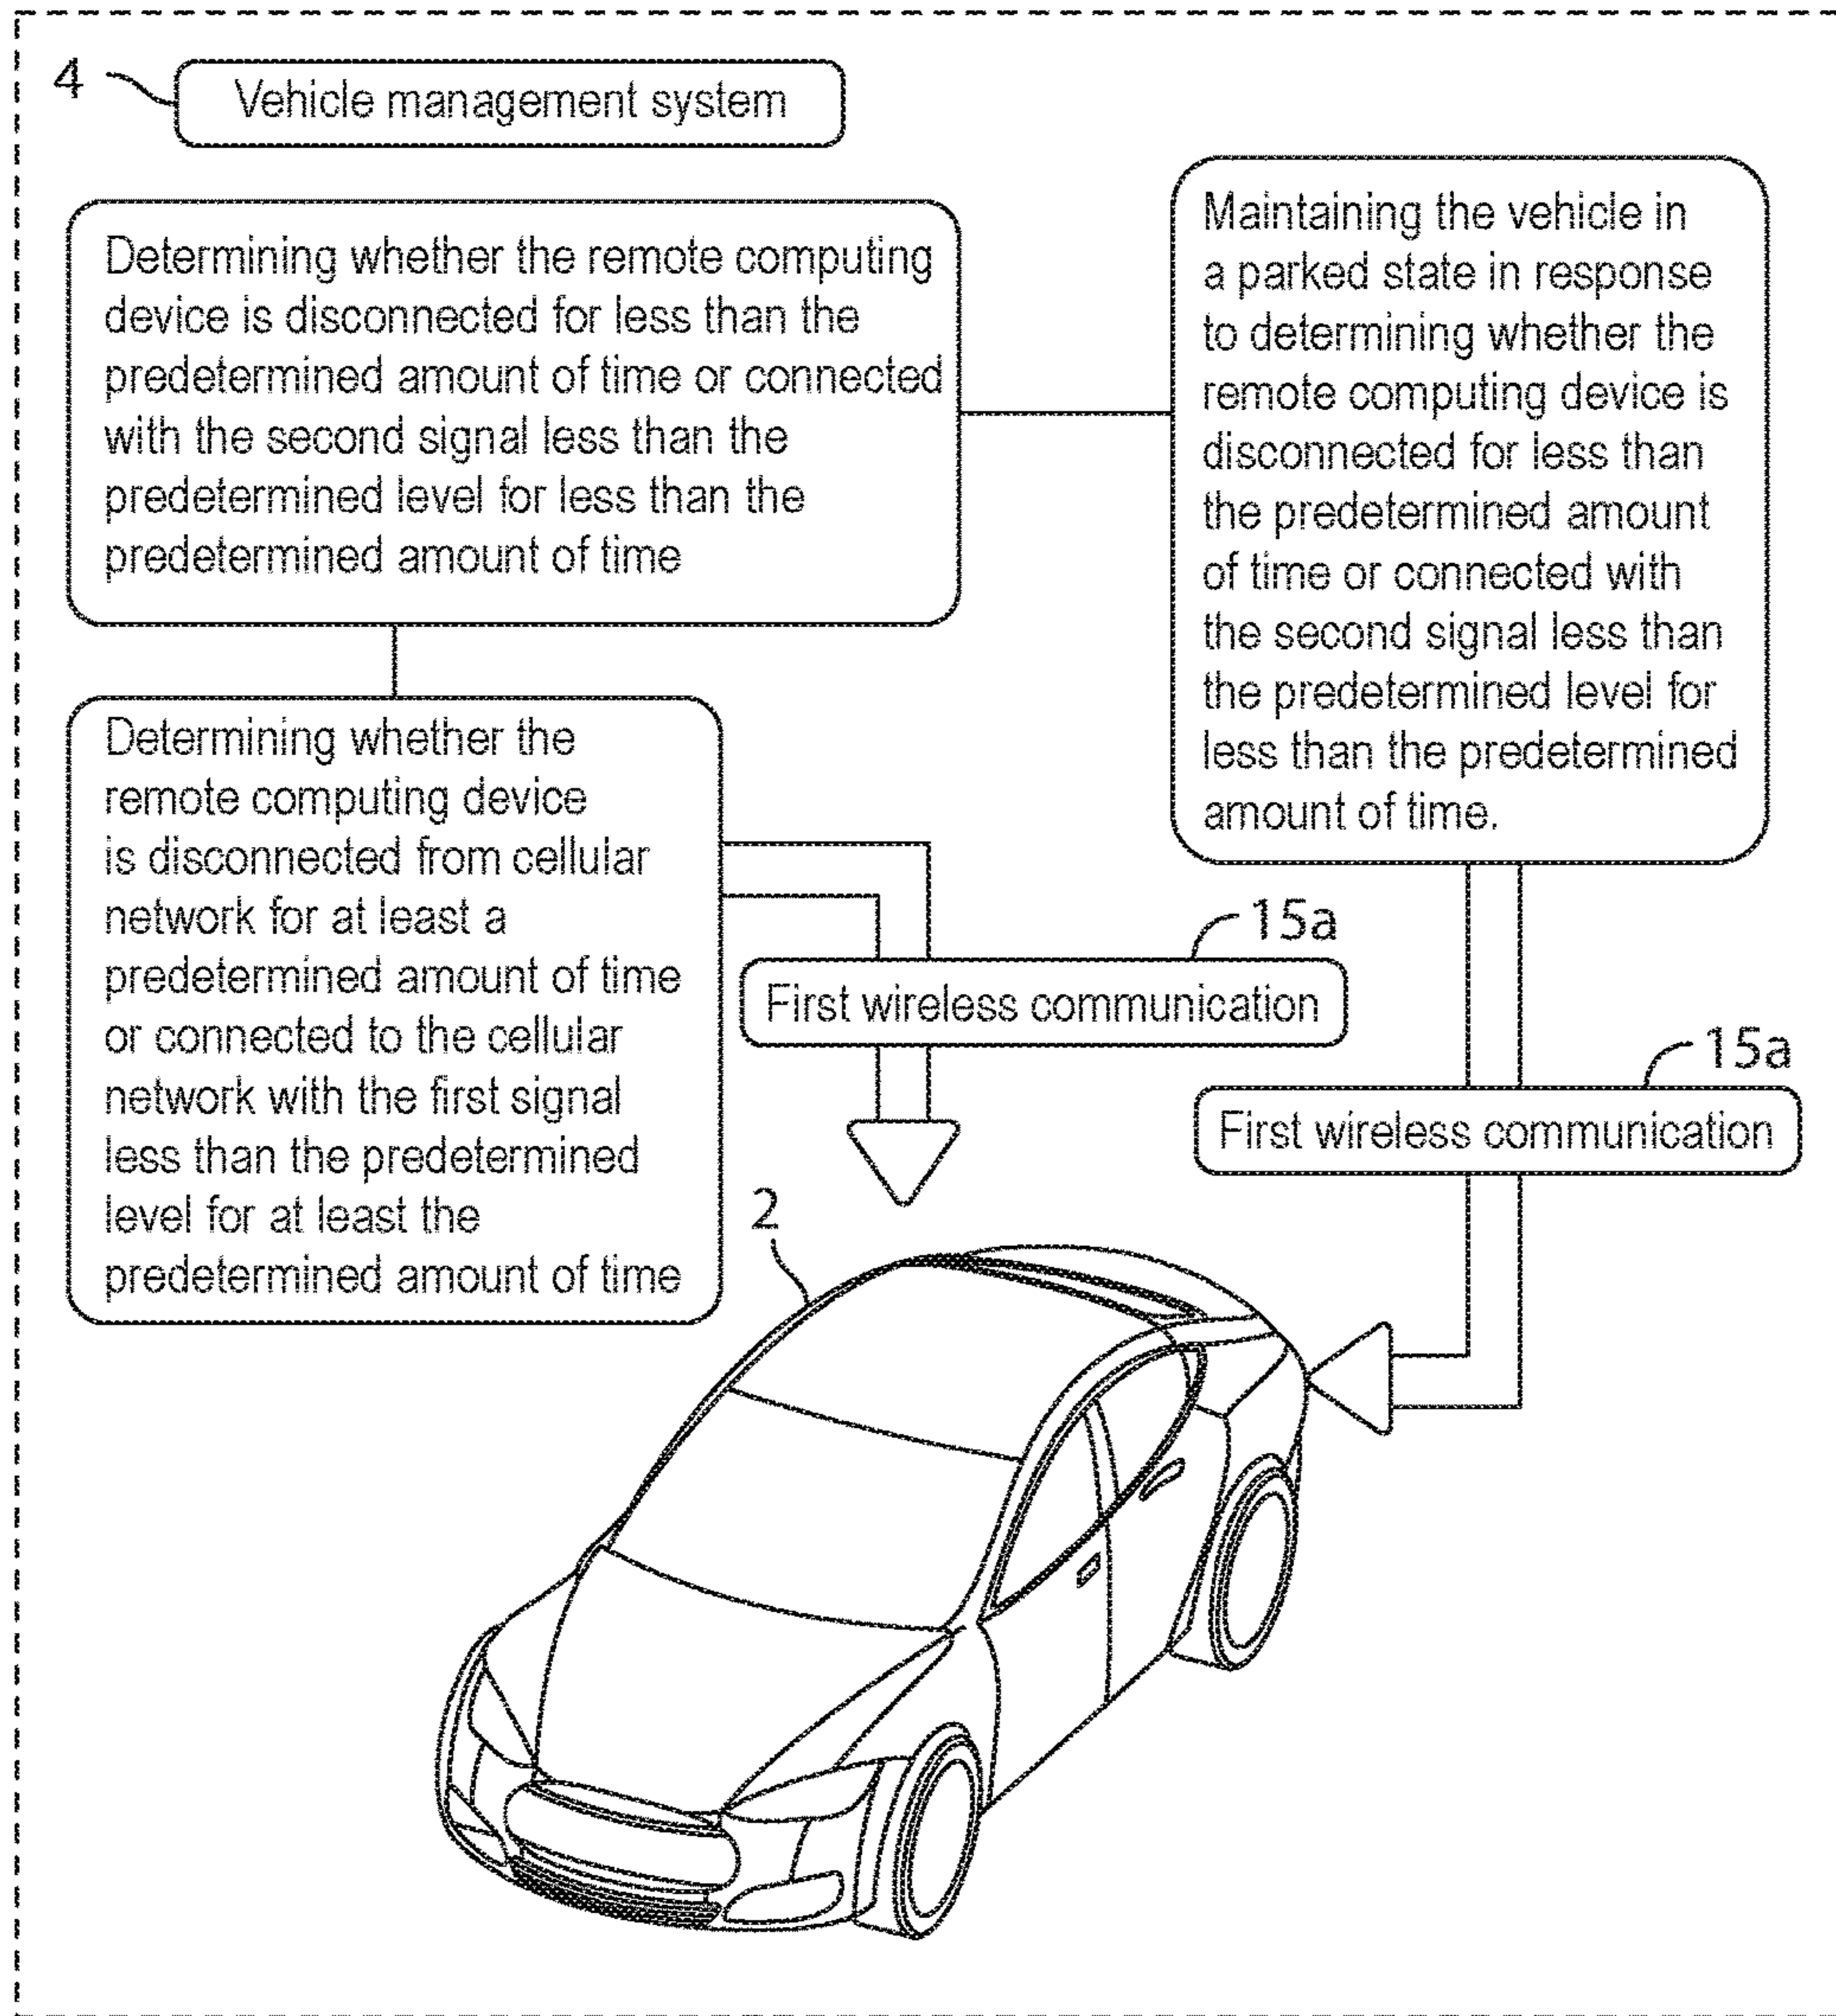 4
Vehicle management system
Determining whether the remote computing
device is disconnected for less than the
predetermined amount of time or connected
with the second signal less than the
predetermined level for less than the
predetermined amount of time
Maintaining the vehicle in
a parked state in response
to determining whether the
remote computing device is
disconnected for less than
the predetermined amount
of time or connected with
the second signal less than
the predetermined level for
less than the predetermined
amount of time.
Determining whether the
remote computing device
is disconnected from cellular
network for at least a
predetermined amount of time
or connected to the cellular
network with the first signal
less than the predetermined
level for at least the
predetermined amount of time
15a
First wireless communication
15a
First wireless communication
2